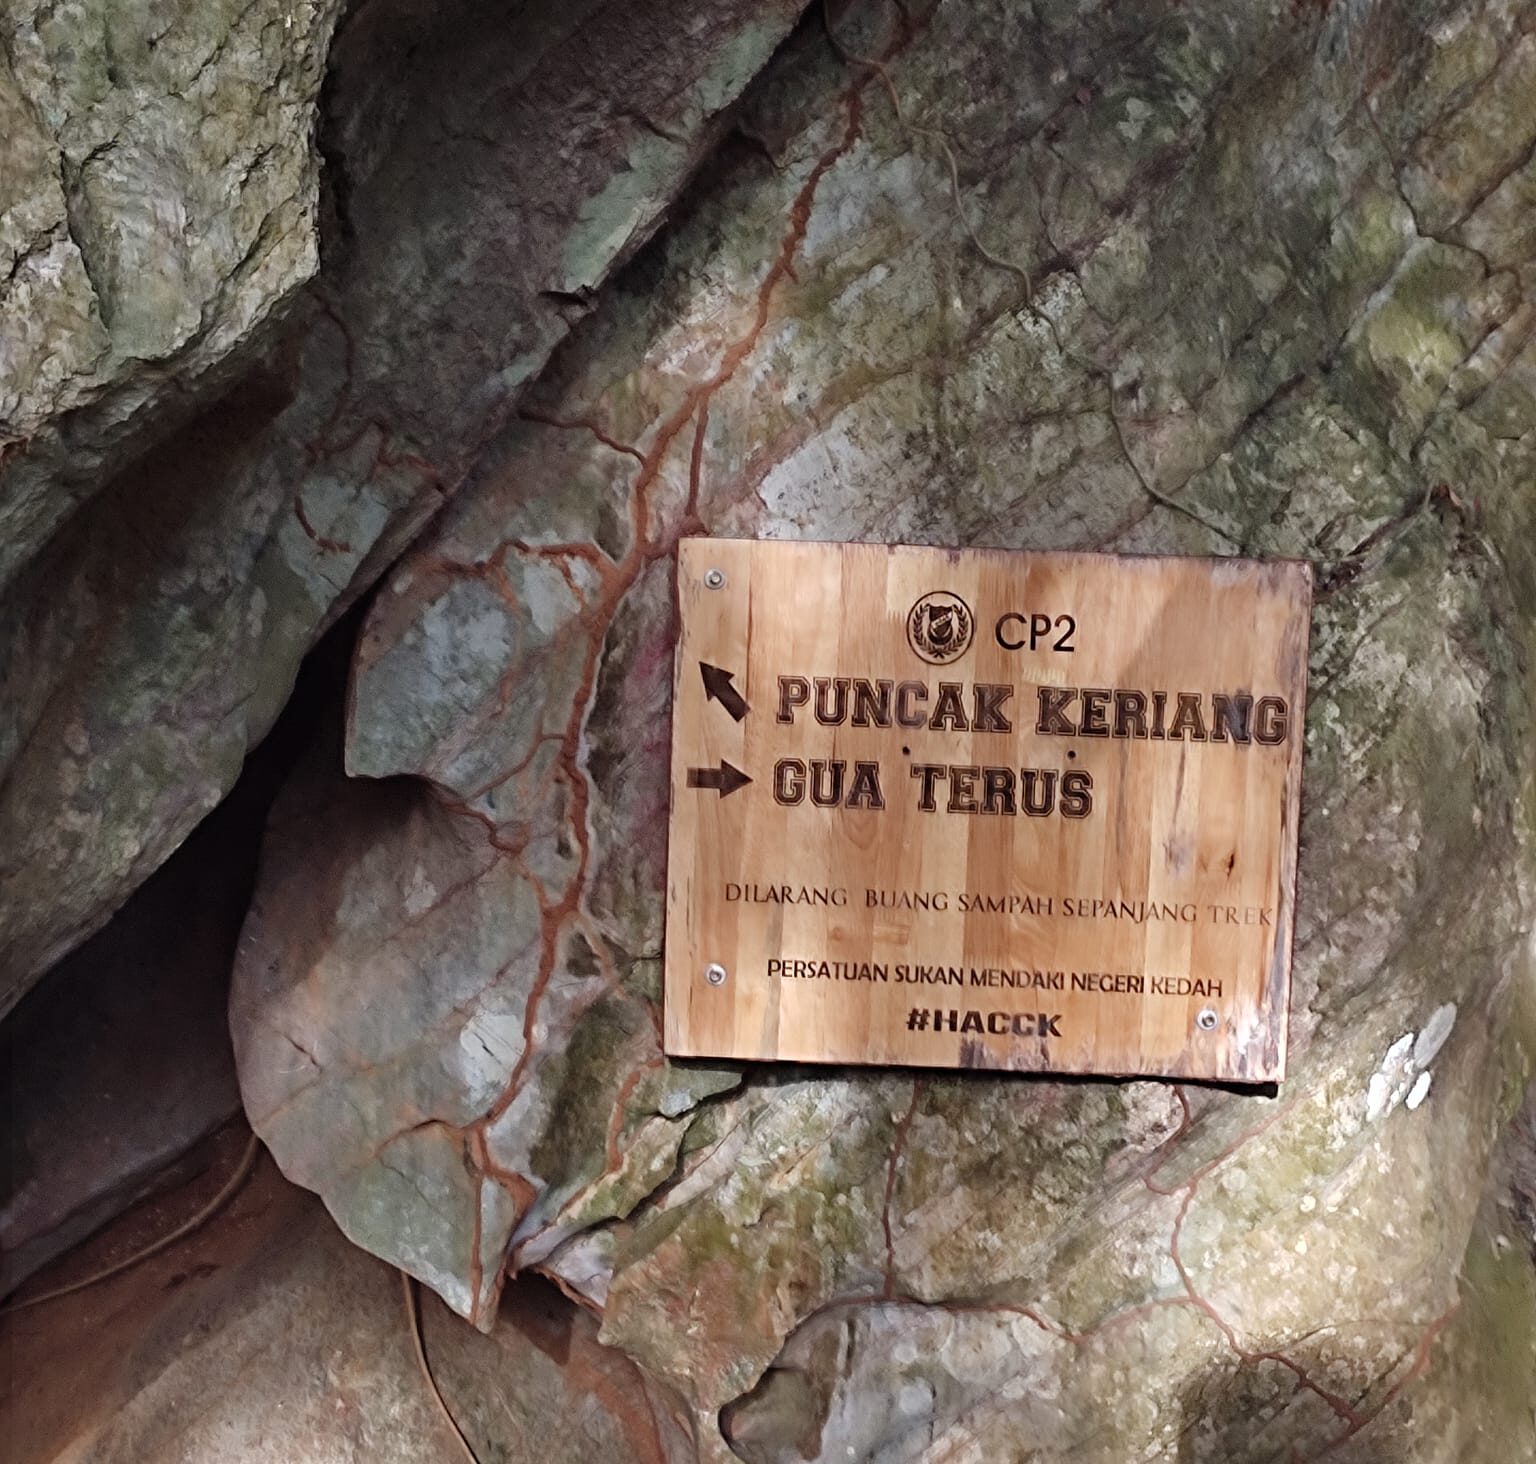 CP2
PUNCAK KERIANG
GUA TERUS
DILARANG BUANG SAMPAH SEPANJANG TREK
PERSATUAN SUKAN MENDAKI NEGERI KEDAH
#HACCK